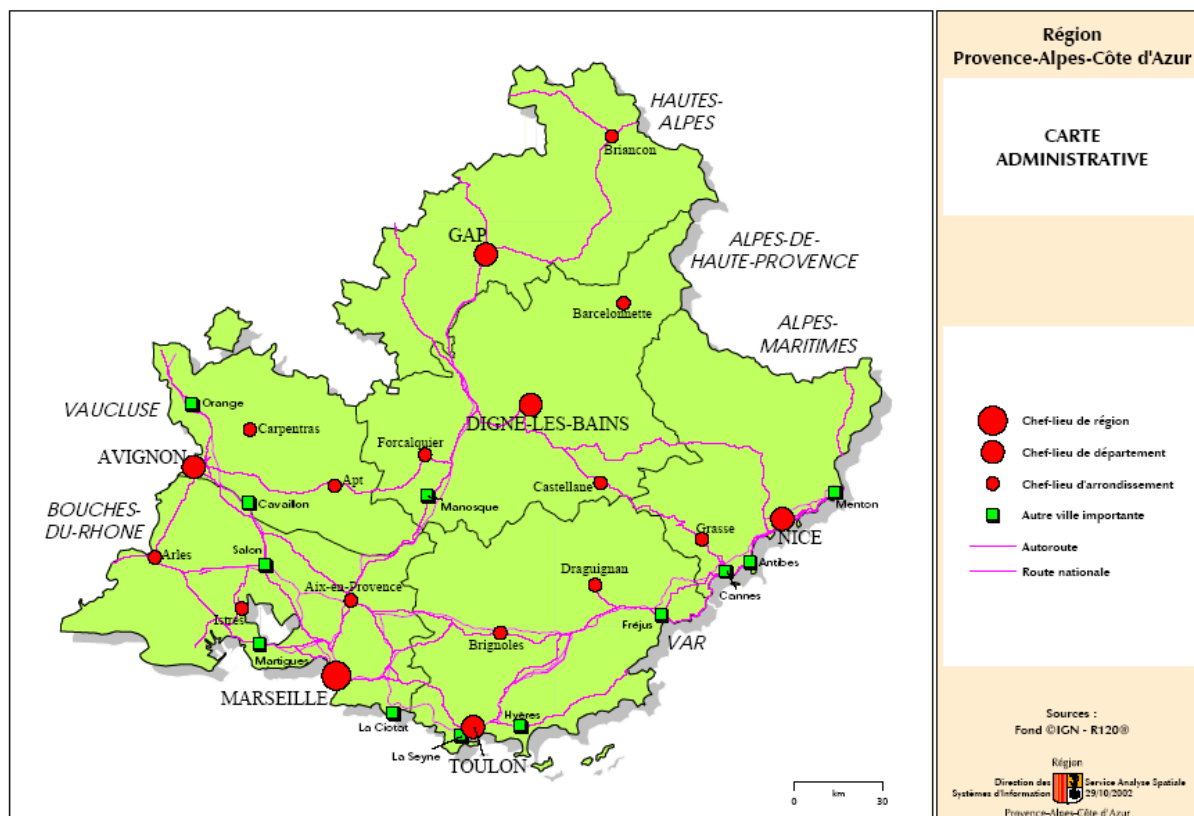 HAUTES-
ALPES
Briancon
GAP
ALPES-DE-
HAUTE-PROVENCE
Barcelonnette
ALPES-
MARITIMES
Orange
VAUCLUSE
Carpentras
DIGNE-LES-BAINS
Forcalquier
AVIGNON
Apt
Castellane
Menton
BOUCHES-
DU-RHONE
Cavaillon
Manosque
Grasse
NICE
Arles
Salon
Antibes
Draguignan
Aix-en-Provence
Cannes
Istres
Fréjus
Brignoles
VAR
Martigues
MARSEILLE
Hyères
La Ciotat
La Seyne
TOULON
0 km 30
Région
Provence-Alpes-Côte d'Azur
CARTE
ADMINISTRATIVE
Chef-lieu de région
Chef-lieu de département
Chef-lieu d'arrondissement
Autre ville importante
Autoroute
Route nationale
Sources :
Fond ©IGN - R120®
Région
Direction des Service Analyse Spatiale
Systèmes d'Information 29/10/2002
Provence-Alpes-Côte d'Azur